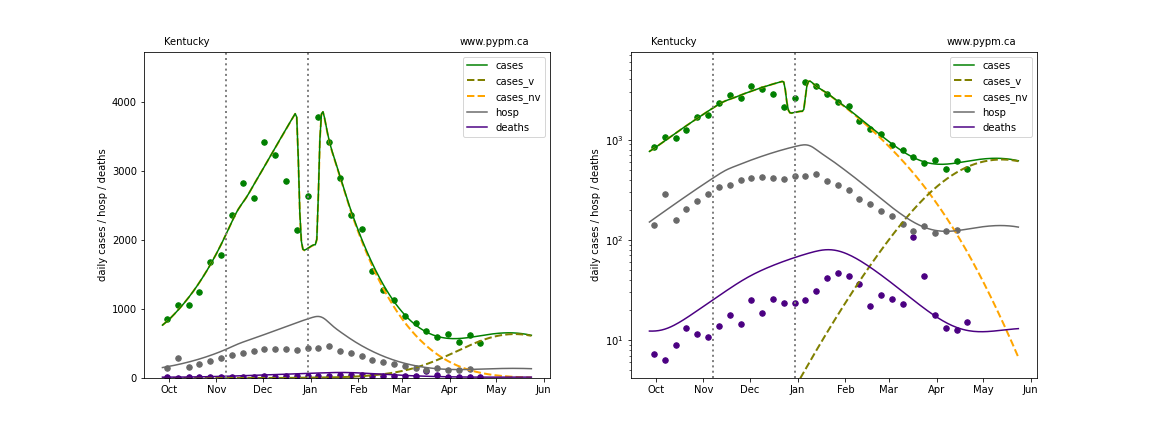 Kentucky www.pypm.ca
cases
cases_v
cases_nv
hosp
deaths
daily cases / hosp / deaths
4000
3000
2000
1000
0
Oct Nov Dec Jan Feb Mar Apr May Jun
Kentucky www.pypm.ca
cases
cases_v
cases_nv
hosp
deaths
daily cases / hosp / deaths
10³
10²
10¹
Oct Nov Dec Jan Feb Mar Apr May Jun